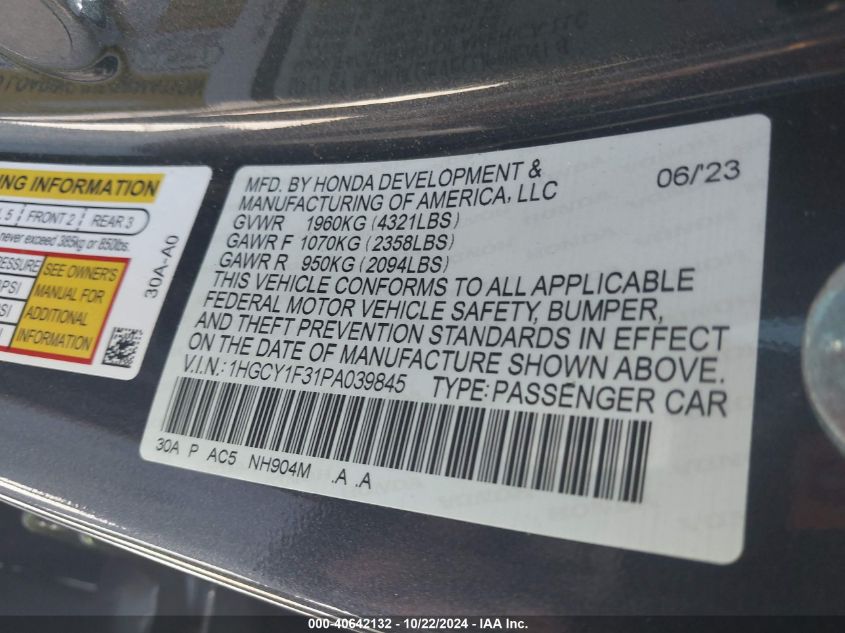 NG INFORMATION
5 FRONT 2 REAR 3
never exceed 385kg or 850lbs.
PRESSURE
SEE OWNER'S
MANUAL FOR
ADDITIONAL
INFORMATION
30A-A0
MFD. BY HONDA DEVELOPMENT &
MANUFACTURING OF AMERICA, LLC
06/'23
GVWR 1960KG (4321LBS)
GAWR F 1070KG (2358LBS)
GAWR R 950KG (2094LBS)
THIS VEHICLE CONFORMS TO ALL APPLICABLE
FEDERAL MOTOR VEHICLE SAFETY, BUMPER,
AND THEFT PREVENTION STANDARDS IN EFFECT
ON THE DATE OF MANUFACTURE SHOWN ABOVE.
V.I.N.: 1HGCY1F31PA039845 TYPE: PASSENGER CAR
30A P AC5 NH904M .A .A
000 -- 40642132 - 10/22/2024 - IAA Inc.